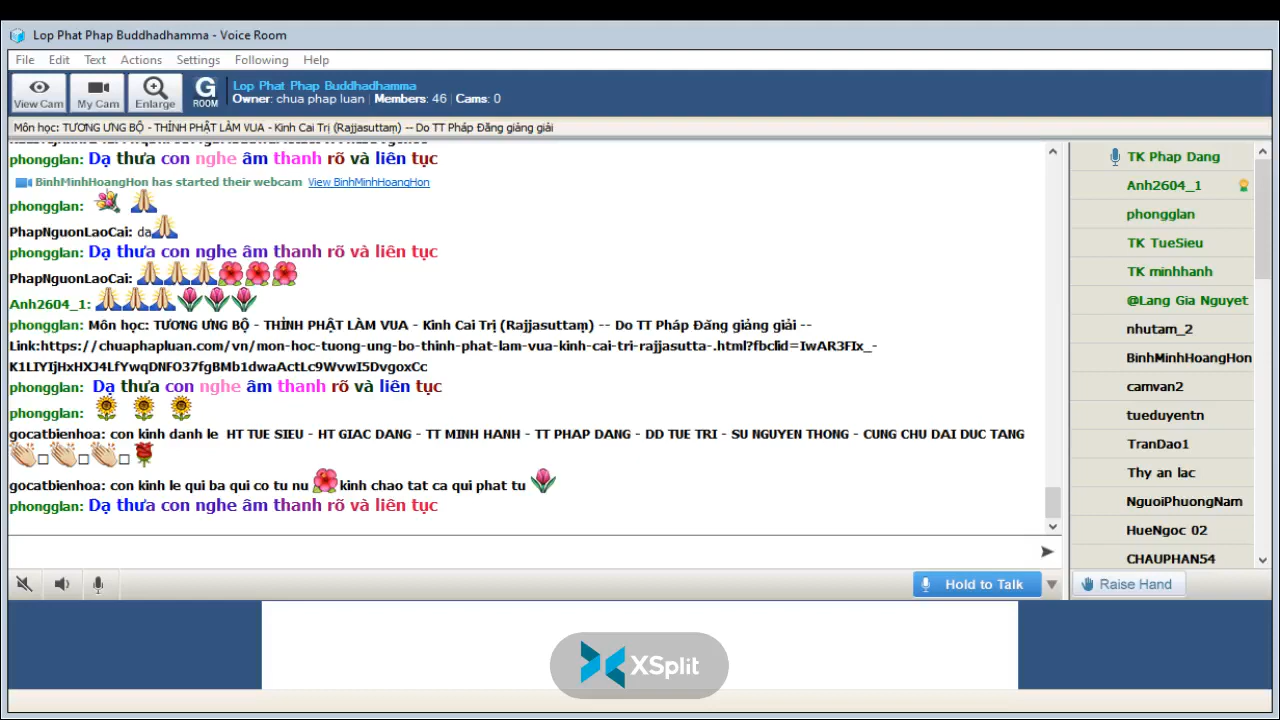 Lop Phat Phap Buddhadhamma - Voice Room
File Edit Text Actions Settings Following Help
View Cam My Cam Enlarge G ROOM
Lop Phat Phap Buddhadhamma
Owner: chua phap luan | Members: 46 | Cams: 0
Môn học: TƯƠNG ƯNG BỘ - THỈNH PHẬT LÀM VUA - Kinh Cai Trị (Rajjasuttaṃ) -- Do TT Pháp Đăng giảng giải
phongglan: Dạ thưa con nghe âm thanh rõ và liên tục
BinhMinhHoangHon has started their webcam View BinhMinhHoangHon
phongglan:
PhapNguonLaoCai: da
phongglan: Dạ thưa con nghe âm thanh rõ và liên tục
PhapNguonLaoCai:
Anh2604_1:
phongglan: Môn học: TƯƠNG ƯNG BỘ - THỈNH PHẬT LÀM VUA - Kinh Cai Trị (Rajjasuttaṃ) -- Do TT Pháp Đăng giảng giải --
Link:https://chuaphapluan.com/vn/mon-hoc-tuong-ung-bo-thinh-phat-lam-vua-kinh-cai-tri-rajjasutta-.html?fbclid=IwAR3FIx_-
K1LIYIjHxHXJ4LfYwqDNFO37fgBMb1dwaActLc9WvwI5DvgoxCc
phongglan: Dạ thưa con nghe âm thanh rõ và liên tục
phongglan:
gocatbienhoa: con kinh danh le HT TUE SIEU - HT GIAC DANG - TT MINH HANH - TT PHAP DANG - DD TUE TRI - SU NGUYEN THONG - CUNG CHU DAI DUC TANG
gocatbienhoa: con kinh le qui ba qui co tu nu kinh chao tat ca qui phat tu
phongglan: Dạ thưa con nghe âm thanh rõ và liên tục
Hold to Talk
TK Phap Dang
Anh2604_1
phongglan
TK TueSieu
TK minhhanh
@Lang Gia Nguyet
nhutam_2
BinhMinhHoangHon
camvan2
tueduyentn
TranDao1
Thy an lac
NguoiPhuongNam
HueNgoc 02
CHAUPHAN54
Raise Hand
XSplit